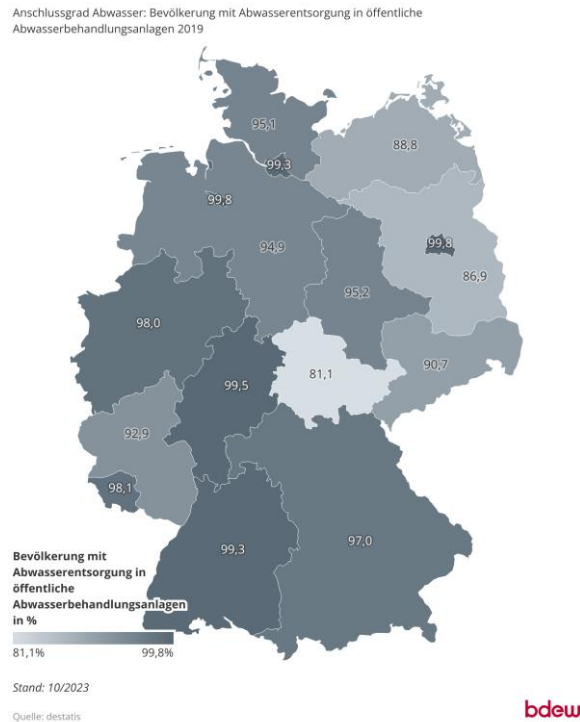 Anschlussgrad Abwasser: Bevölkerung mit Abwasserentsorgung in öffentliche
Abwasserbehandlungsanlagen 2019
95,1
88,8
99,3
99,8
99,8
94,9
86,9
95,2
98,0
90,7
81,1
99,5
92,9
98,1
97,0
99,3
Bevölkerung mit
Abwasserentsorgung in
öffentliche
Abwasserbehandlungsanlagen
in %
81,1% 99,8%
Stand: 10/2023
Quelle: destatis
bdew